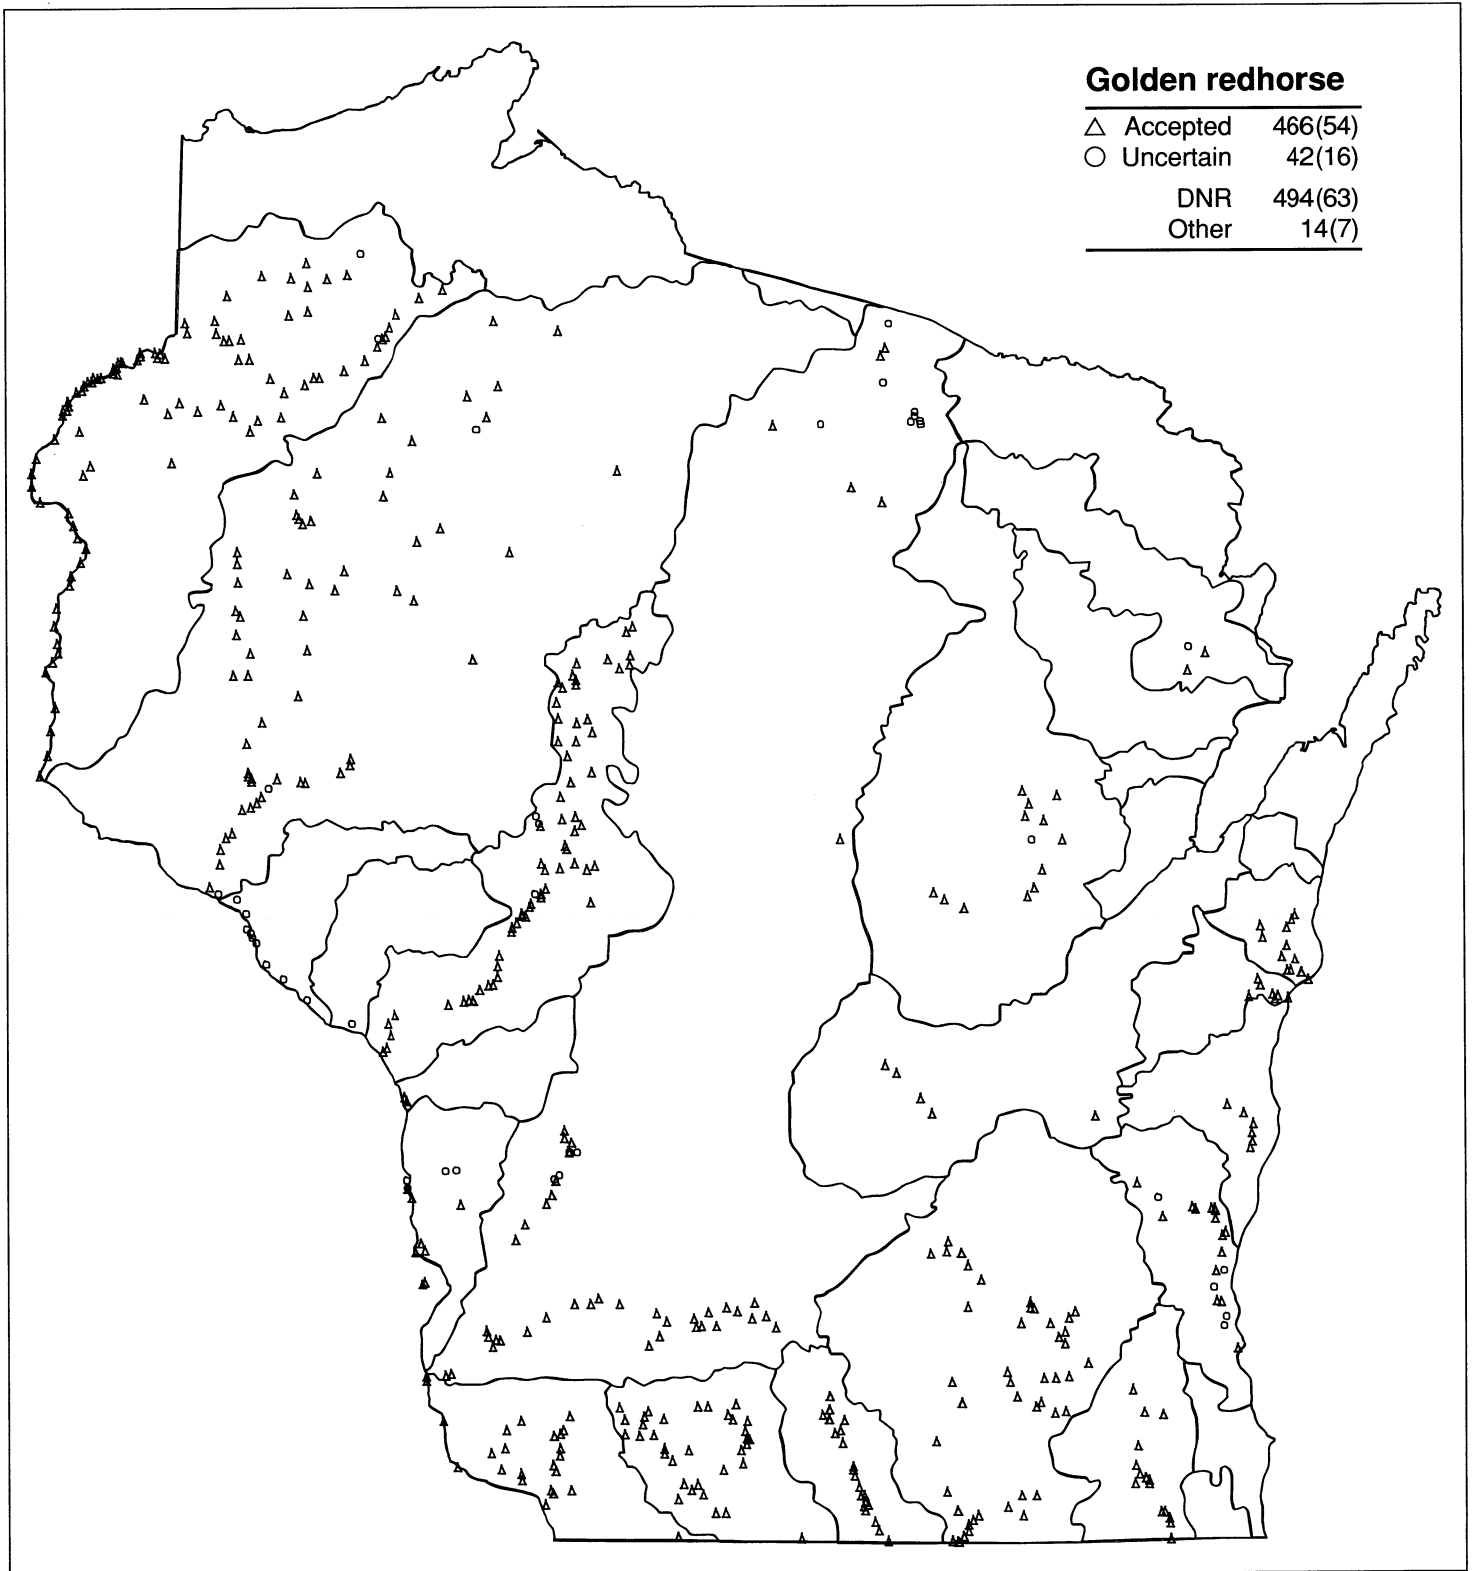 Golden redhorse
△ Accepted 466(54)
○ Uncertain 42(16)
DNR 494(63)
Other 14(7)